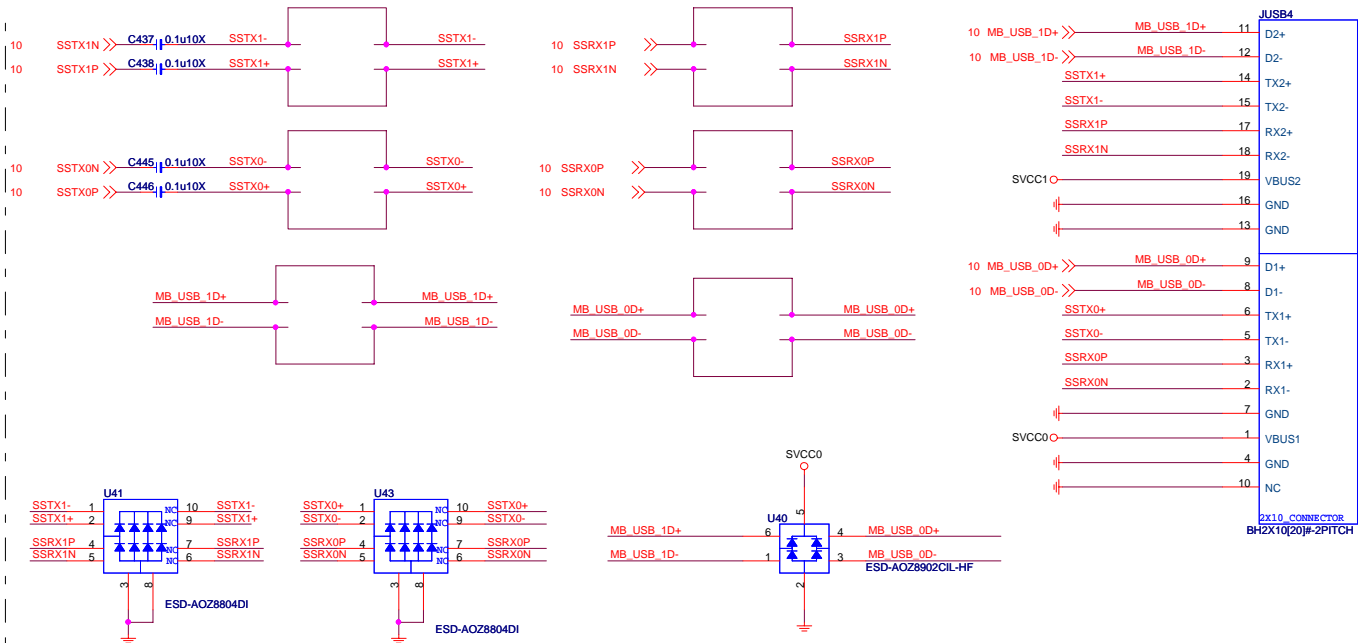 10 SSTX1N C437 0.1u10X SSTX1- SSTX1-
10 SSTX1P C438 0.1u10X SSTX1+ SSTX1+
10 SSRX1P SSRX1P
10 SSRX1N SSRX1N
10 SSTX0N C445 0.1u10X SSTX0- SSTX0-
10 SSTX0P C446 0.1u10X SSTX0+ SSTX0+
10 SSRX0P SSRX0P
10 SSRX0N SSRX0N
MB_USB_1D+ MB_USB_1D+
MB_USB_1D- MB_USB_1D-
MB_USB_0D+ MB_USB_0D+
MB_USB_0D- MB_USB_0D-
JUSB4
10 MB_USB_1D+ MB_USB_1D+ 11 D2+
10 MB_USB_1D- MB_USB_1D- 12 D2-
SSTX1+ 14 TX2+
SSTX1- 15 TX2-
SSRX1P 17 RX2+
SSRX1N 18 RX2-
SVCC1 19 VBUS2
16 GND
13 GND
10 MB_USB_0D+ MB_USB_0D+ 9 D1+
10 MB_USB_0D- MB_USB_0D- 8 D1-
SSTX0+ 6 TX1+
SSTX0- 5 TX1-
SSRX0P 3 RX1+
SSRX0N 2 RX1-
7 GND
SVCC0 1 VBUS1
4 GND
10 NC
2X10_CONNECTOR
BH2X10[20]#-2PITCH
U41
SSTX1- 1 NC 10 SSTX1-
SSTX1+ 2 NC 9 SSTX1+
SSRX1P 4 NC 7 SSRX1P
SSRX1N 5 NC 6 SSRX1N
3 8
ESD-AOZ8804DI
U43
SSTX0+ 1 NC 10 SSTX0+
SSTX0- 2 NC 9 SSTX0-
SSRX0P 4 NC 7 SSRX0P
SSRX0N 5 NC 6 SSRX0N
3 8
ESD-AOZ8804DI
SVCC0
U40 5
MB_USB_1D+ 6 4 MB_USB_0D+
MB_USB_1D- 1 3 MB_USB_0D-
ESD-AOZ8902CIL-HF
2